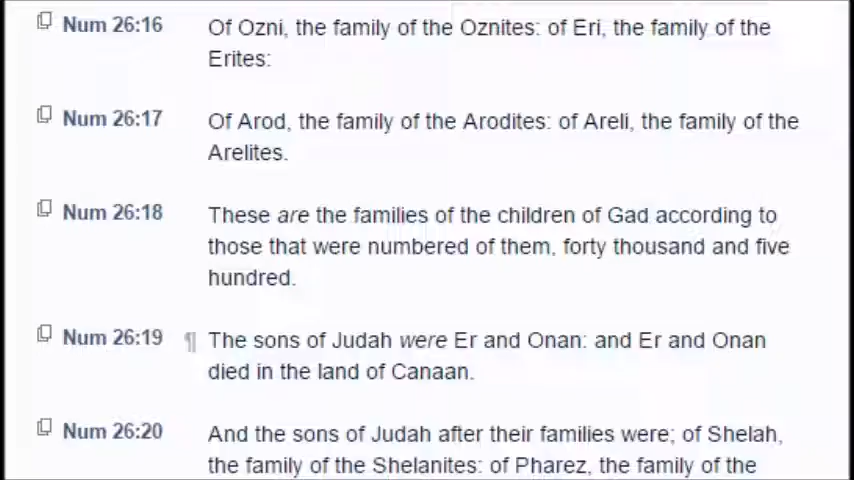 Num 26:16 Of Ozni, the family of the Oznites: of Eri, the family of the
Erites:
Num 26:17 Of Arod, the family of the Arodites: of Areli, the family of the
Arelites.
Num 26:18 These are the families of the children of Gad according to
those that were numbered of them, forty thousand and five
hundred.
Num 26:19 ¶ The sons of Judah were Er and Onan: and Er and Onan
died in the land of Canaan.
Num 26:20 And the sons of Judah after their families were; of Shelah,
the family of the Shelanites: of Pharez, the family of the